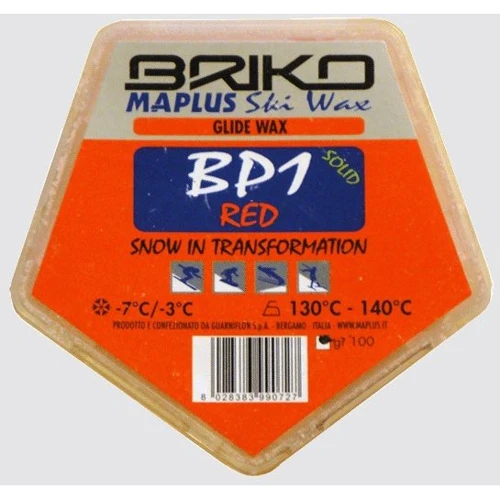 BRIKO
MAPLUS Ski Wax
GLIDE WAX
BP1 SOLID
RED
SNOW IN TRANSFORMATION
-7°C/-3°C 130°C - 140°C
PRODOTTO E CONFEZIONATO DA GUARNIFLON S.p.A. - BERGAMO - ITALIA - WWW.MAPLUS.IT
gr 100
8 028383 990727